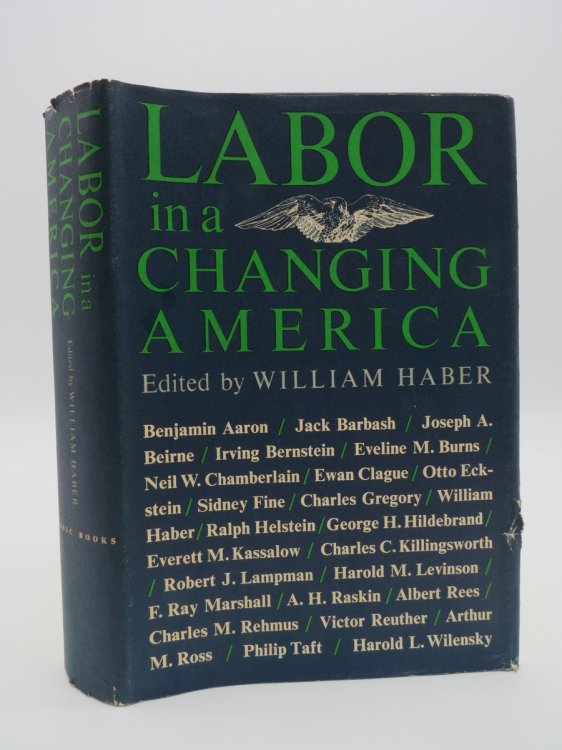 LABOR
in a
CHANGING
AMERICA
Edited by WILLIAM HABER
Benjamin Aaron / Jack Barbash / Joseph A.
Beirne / Irving Bernstein / Eveline M. Burns /
Neil W. Chamberlain / Ewan Clague / Otto Eck-
stein / Sidney Fine / Charles Gregory / William
Haber / Ralph Helstein / George H. Hildebrand /
Everett M. Kassalow / Charles C. Killingsworth
/ Robert J. Lampman / Harold M. Levinson /
F. Ray Marshall / A. H. Raskin / Albert Rees /
Charles M. Rehmus / Victor Reuther / Arthur
M. Ross / Philip Taft / Harold L. Wilensky
LABOR in a
CHANGING
AMERICA
Edited by WILLIAM HABER
BOOKS